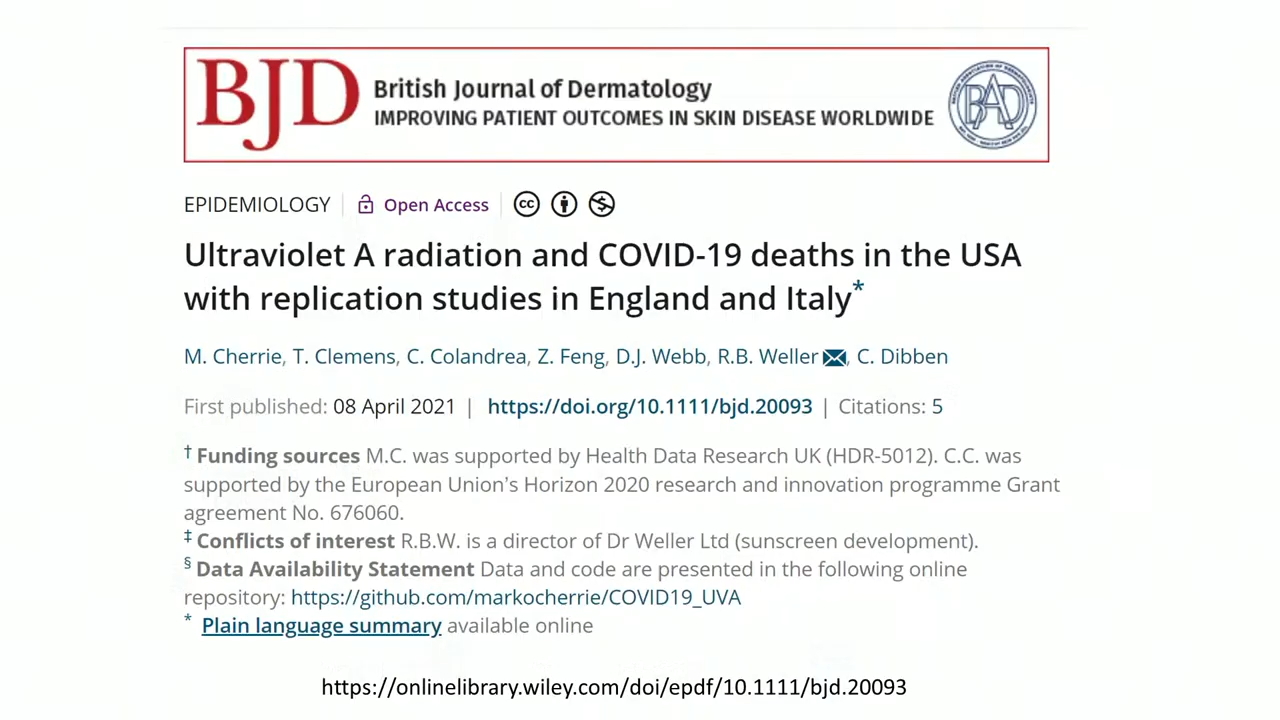 BJD
British Journal of Dermatology
IMPROVING PATIENT OUTCOMES IN SKIN DISEASE WORLDWIDE
BAD
EPIDEMIOLOGY
Open Access
cc
Ultraviolet A radiation and COVID-19 deaths in the USA
with replication studies in England and Italy*
M. Cherrie, T. Clemens, C. Colandrea, Z. Feng, D.J. Webb, R.B. Weller, C. Dibben
First published: 08 April 2021 | https://doi.org/10.1111/bjd.20093 | Citations: 5
† Funding sources M.C. was supported by Health Data Research UK (HDR-5012). C.C. was
supported by the European Union's Horizon 2020 research and innovation programme Grant
agreement No. 676060.
‡ Conflicts of interest R.B.W. is a director of Dr Weller Ltd (sunscreen development).
§ Data Availability Statement Data and code are presented in the following online
repository: https://github.com/markocherrie/COVID19_UVA
* Plain language summary available online
https://onlinelibrary.wiley.com/doi/epdf/10.1111/bjd.20093